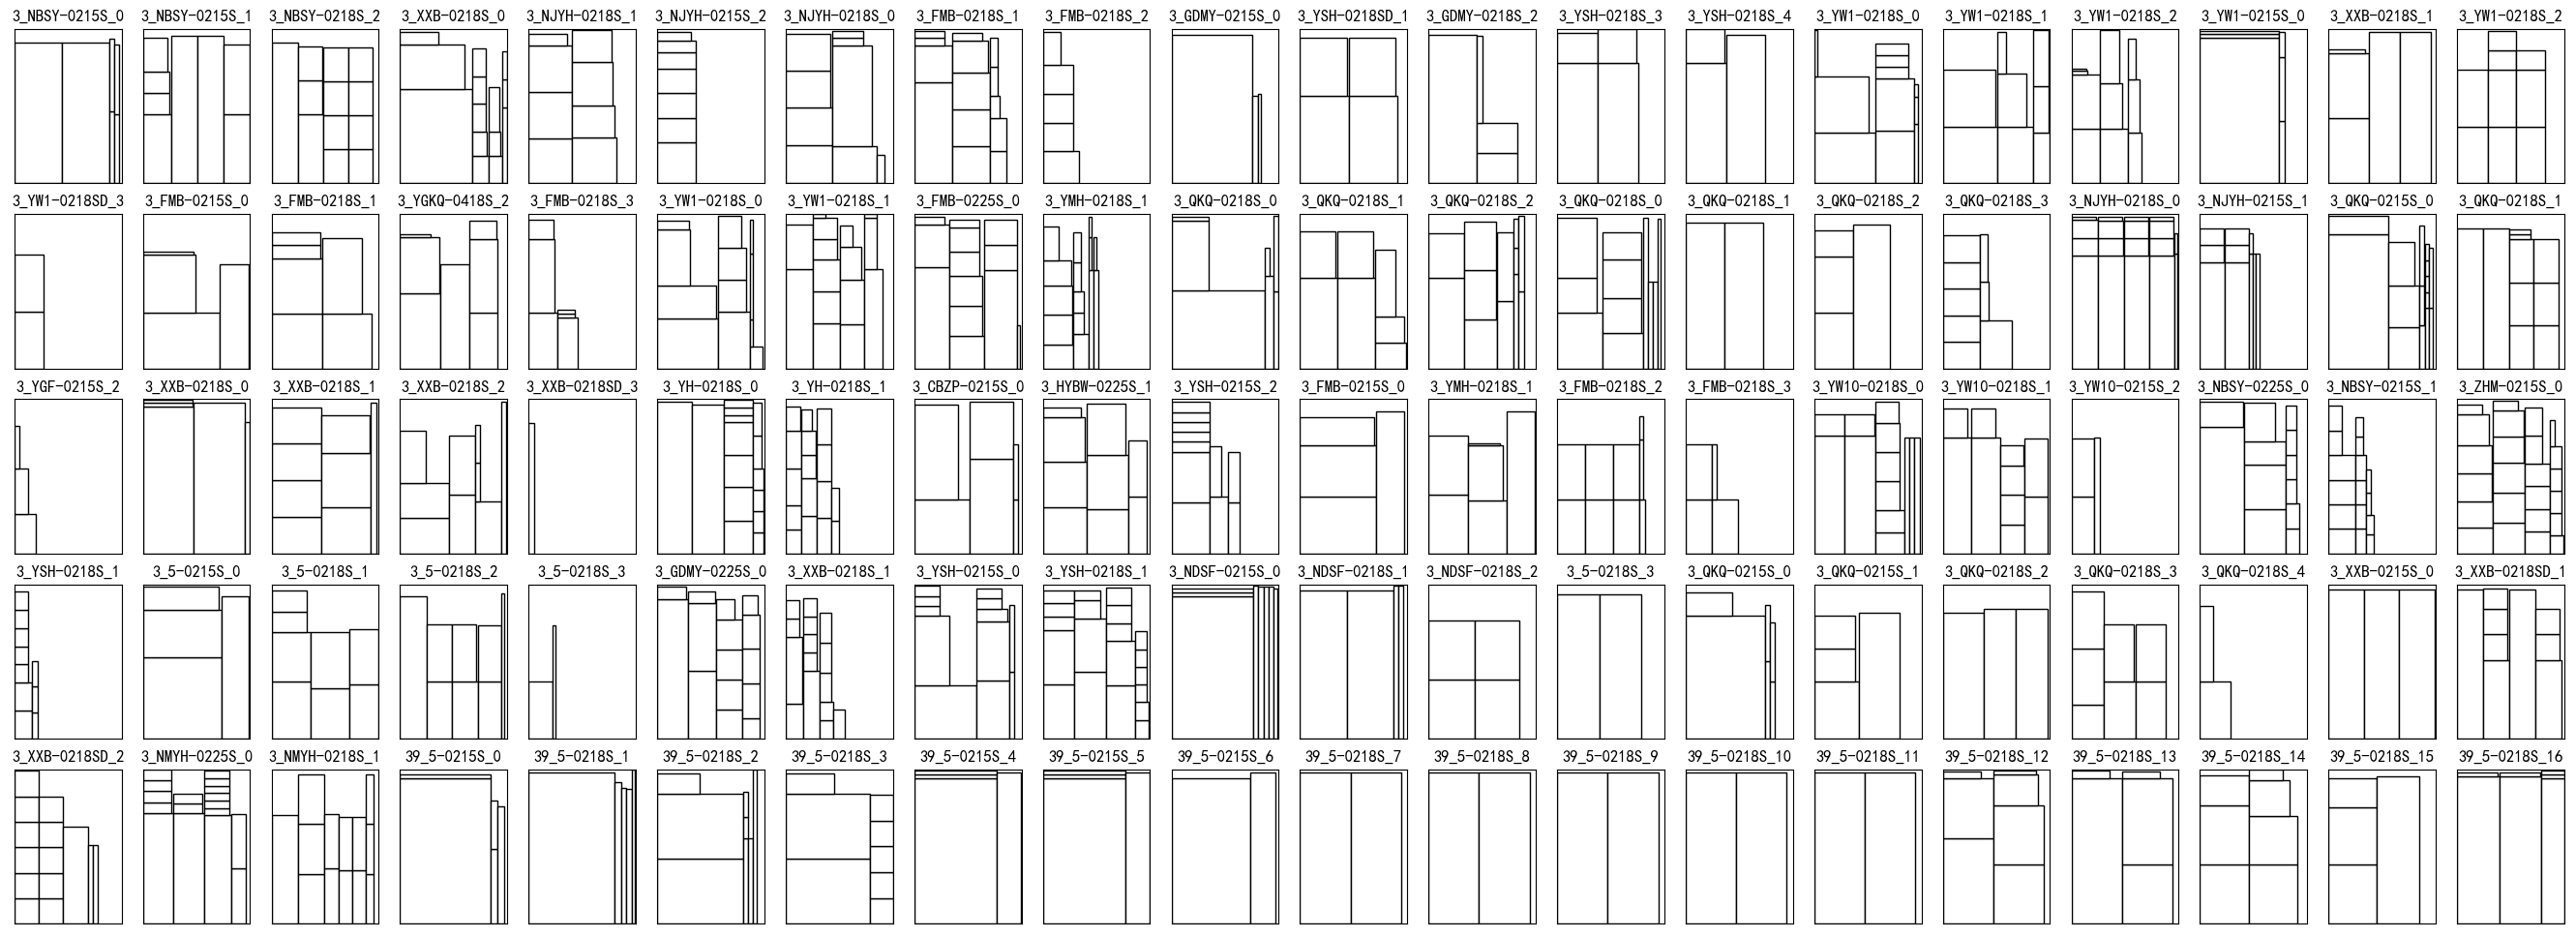 3_NBSY-0215S_0 3_NBSY-0215S_1 3_NBSY-0218S_2 3_XXB-0218S_0 3_NJYH-0218S_1 3_NJYH-0215S_2 3_NJYH-0218S_0 3_FMB-0218S_1 3_FMB-0218S_2 3_GDMY-0215S_0 3_YSH-0218SD_1 3_GDMY-0218S_2 3_YSH-0218S_3 3_YSH-0218S_4 3_YW1-0218S_0 3_YW1-0218S_1 3_YW1-0218S_2 3_YW1-0215S_0 3_XXB-0218S_1 3_YW1-0218S_2
3_YW1-0218SD_3 3_FMB-0215S_0 3_FMB-0218S_1 3_YGKQ-0418S_2 3_FMB-0218S_3 3_YW1-0218S_0 3_YW1-0218S_1 3_FMB-0225S_0 3_YMH-0218S_1 3_QKQ-0218S_0 3_QKQ-0218S_1 3_QKQ-0218S_2 3_QKQ-0218S_0 3_QKQ-0218S_1 3_QKQ-0218S_2 3_QKQ-0218S_3 3_NJYH-0218S_0 3_NJYH-0215S_1 3_QKQ-0215S_0 3_QKQ-0218S_1
3_YGF-0215S_2 3_XXB-0218S_0 3_XXB-0218S_1 3_XXB-0218S_2 3_XXB-0218SD_3 3_YH-0218S_0 3_YH-0218S_1 3_CBZP-0215S_0 3_HYBW-0225S_1 3_YSH-0215S_2 3_FMB-0215S_0 3_YMH-0218S_1 3_FMB-0218S_2 3_FMB-0218S_3 3_YW10-0218S_0 3_YW10-0218S_1 3_YW10-0215S_2 3_NBSY-0225S_0 3_NBSY-0215S_1 3_ZHM-0215S_0
3_YSH-0218S_1 3_5-0215S_0 3_5-0218S_1 3_5-0218S_2 3_5-0218S_3 3_GDMY-0225S_0 3_XXB-0218S_1 3_YSH-0215S_0 3_YSH-0218S_1 3_NDSF-0215S_0 3_NDSF-0218S_1 3_NDSF-0218S_2 3_5-0218S_3 3_QKQ-0215S_0 3_QKQ-0215S_1 3_QKQ-0218S_2 3_QKQ-0218S_3 3_QKQ-0218S_4 3_XXB-0215S_0 3_XXB-0218SD_1
3_XXB-0218SD_2 3_NMYH-0225S_0 3_NMYH-0218S_1 39_5-0215S_0 39_5-0218S_1 39_5-0218S_2 39_5-0218S_3 39_5-0215S_4 39_5-0215S_5 39_5-0215S_6 39_5-0218S_7 39_5-0218S_8 39_5-0218S_9 39_5-0218S_10 39_5-0218S_11 39_5-0218S_12 39_5-0218S_13 39_5-0218S_14 39_5-0218S_15 39_5-0218S_16